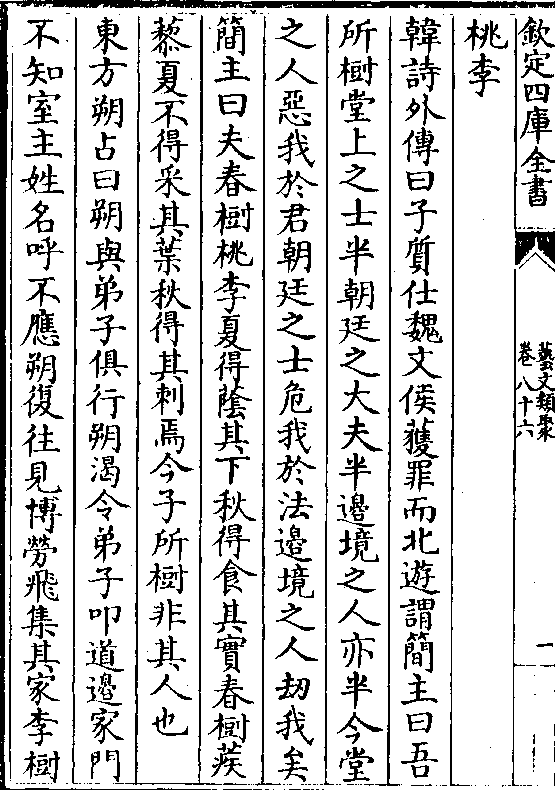 欽定四庫全書
藝文類聚
卷八十六
二
桃李
韓詩外傳曰子質仕魏文侯獲罪而北遊謂簡主曰吾
所樹堂上之士半朝廷之大夫半邉境之人亦半今堂
之人惡我於君朝廷之士危我於法邉境之人刧我矣
簡主曰夫春樹桃李夏得蔭其下秋得食其實春樹蒺
藜夏不得采其葉秋得其刺焉今子所樹非其人也
東方朔占曰朔與弟子俱行朔渴令弟子叩道邉家門
不知室主姓名呼不應朔復往見博勞飛集其家李樹